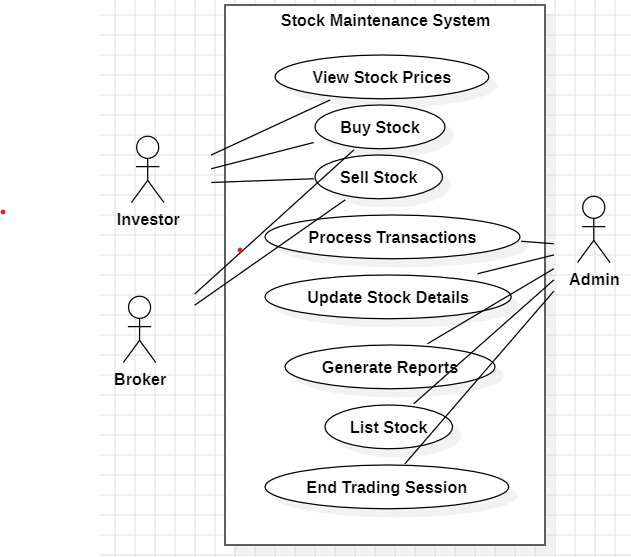 Stock Maintenance System
View Stock Prices
Buy Stock
Sell Stock
Investor
Process Transactions
Admin
Update Stock Details
Broker
Generate Reports
List Stock
End Trading Session